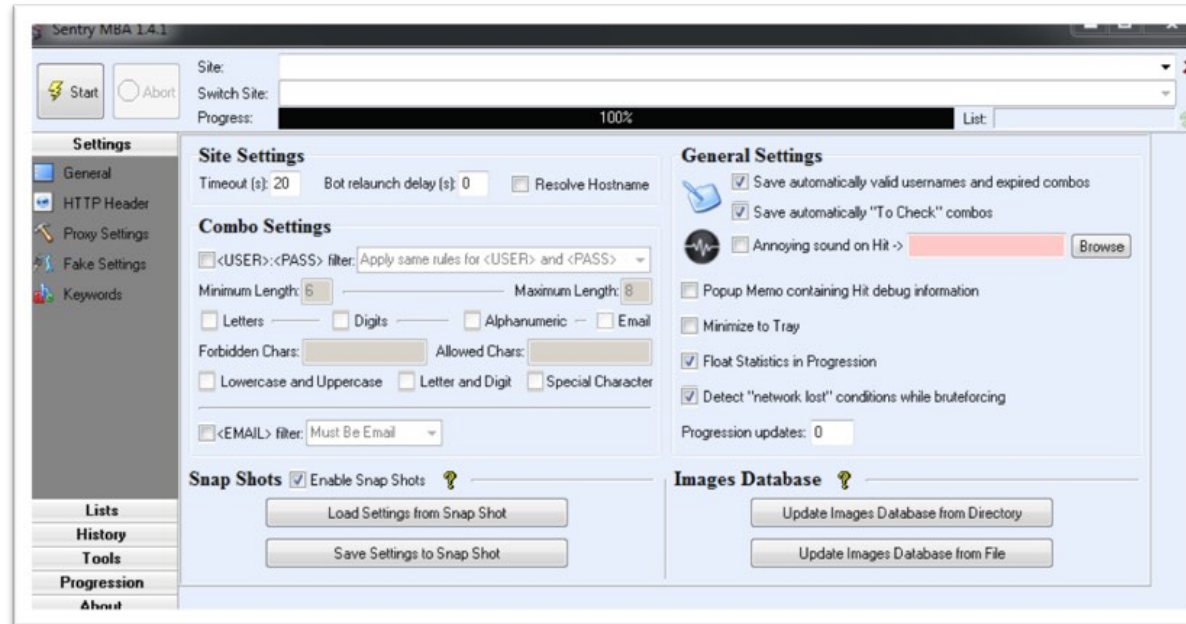 Sentry MBA 1.4.1
Start
Abort
Site:
Switch Site:
Progress: 100% List:
Settings
General
HTTP Header
Proxy Settings
Fake Settings
Keywords
Lists
History
Tools
Progression
About
Site Settings
Timeout (s): 20 Bot relaunch delay (s): 0 Resolve Hostname
Combo Settings
<USER>:<PASS> filter: Apply same rules for <USER> and <PASS>
Minimum Length: 6 Maximum Length: 8
Letters Digits Alphanumeric Email
Forbidden Chars: Allowed Chars:
Lowercase and Uppercase Letter and Digit Special Character
<EMAIL> filter: Must Be Email
Snap Shots Enable Snap Shots ?
Load Settings from Snap Shot
Save Settings to Snap Shot
General Settings
Save automatically valid usernames and expired combos
Save automatically "To Check" combos
Annoying sound on Hit -> Browse
Popup Memo containing Hit debug information
Minimize to Tray
Float Statistics in Progression
Detect "network lost" conditions while bruteforcing
Progression updates: 0
Images Database ?
Update Images Database from Directory
Update Images Database from File